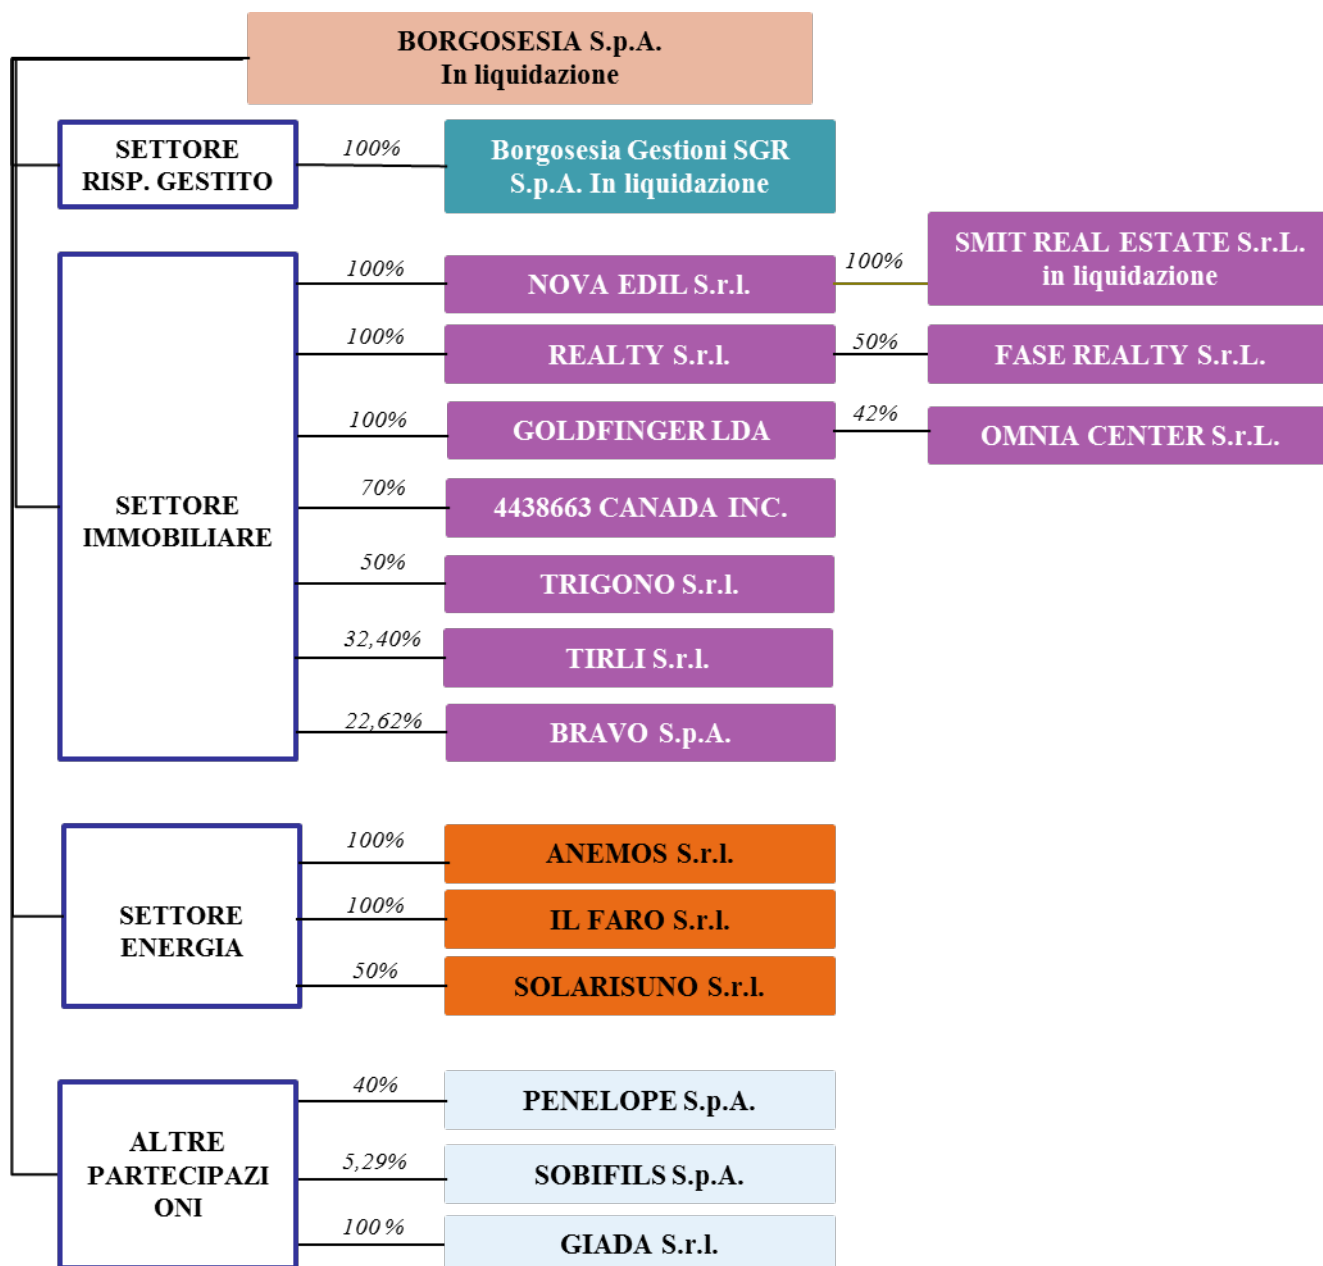 BORGOSESIA S.p.A.
In liquidazione
SETTORE
RISP. GESTITO
100%
Borgosesia Gestioni SGR
S.p.A. In liquidazione
SETTORE
IMMOBILIARE
100%
NOVA EDIL S.r.l.
100%
SMIT REAL ESTATE S.r.L.
in liquidazione
100%
REALTY S.r.l.
50%
FASE REALTY S.r.L.
100%
GOLDFINGER LDA
42%
OMNIA CENTER S.r.L.
70%
4438663 CANADA INC.
50%
TRIGONO S.r.l.
32,40%
TIRLI S.r.l.
22,62%
BRAVO S.p.A.
SETTORE
ENERGIA
100%
ANEMOS S.r.l.
100%
IL FARO S.r.l.
50%
SOLARISUNO S.r.l.
ALTRE
PARTECIPAZI
ONI
40%
PENELOPE S.p.A.
5,29%
SOBIFILS S.p.A.
100%
GIADA S.r.l.